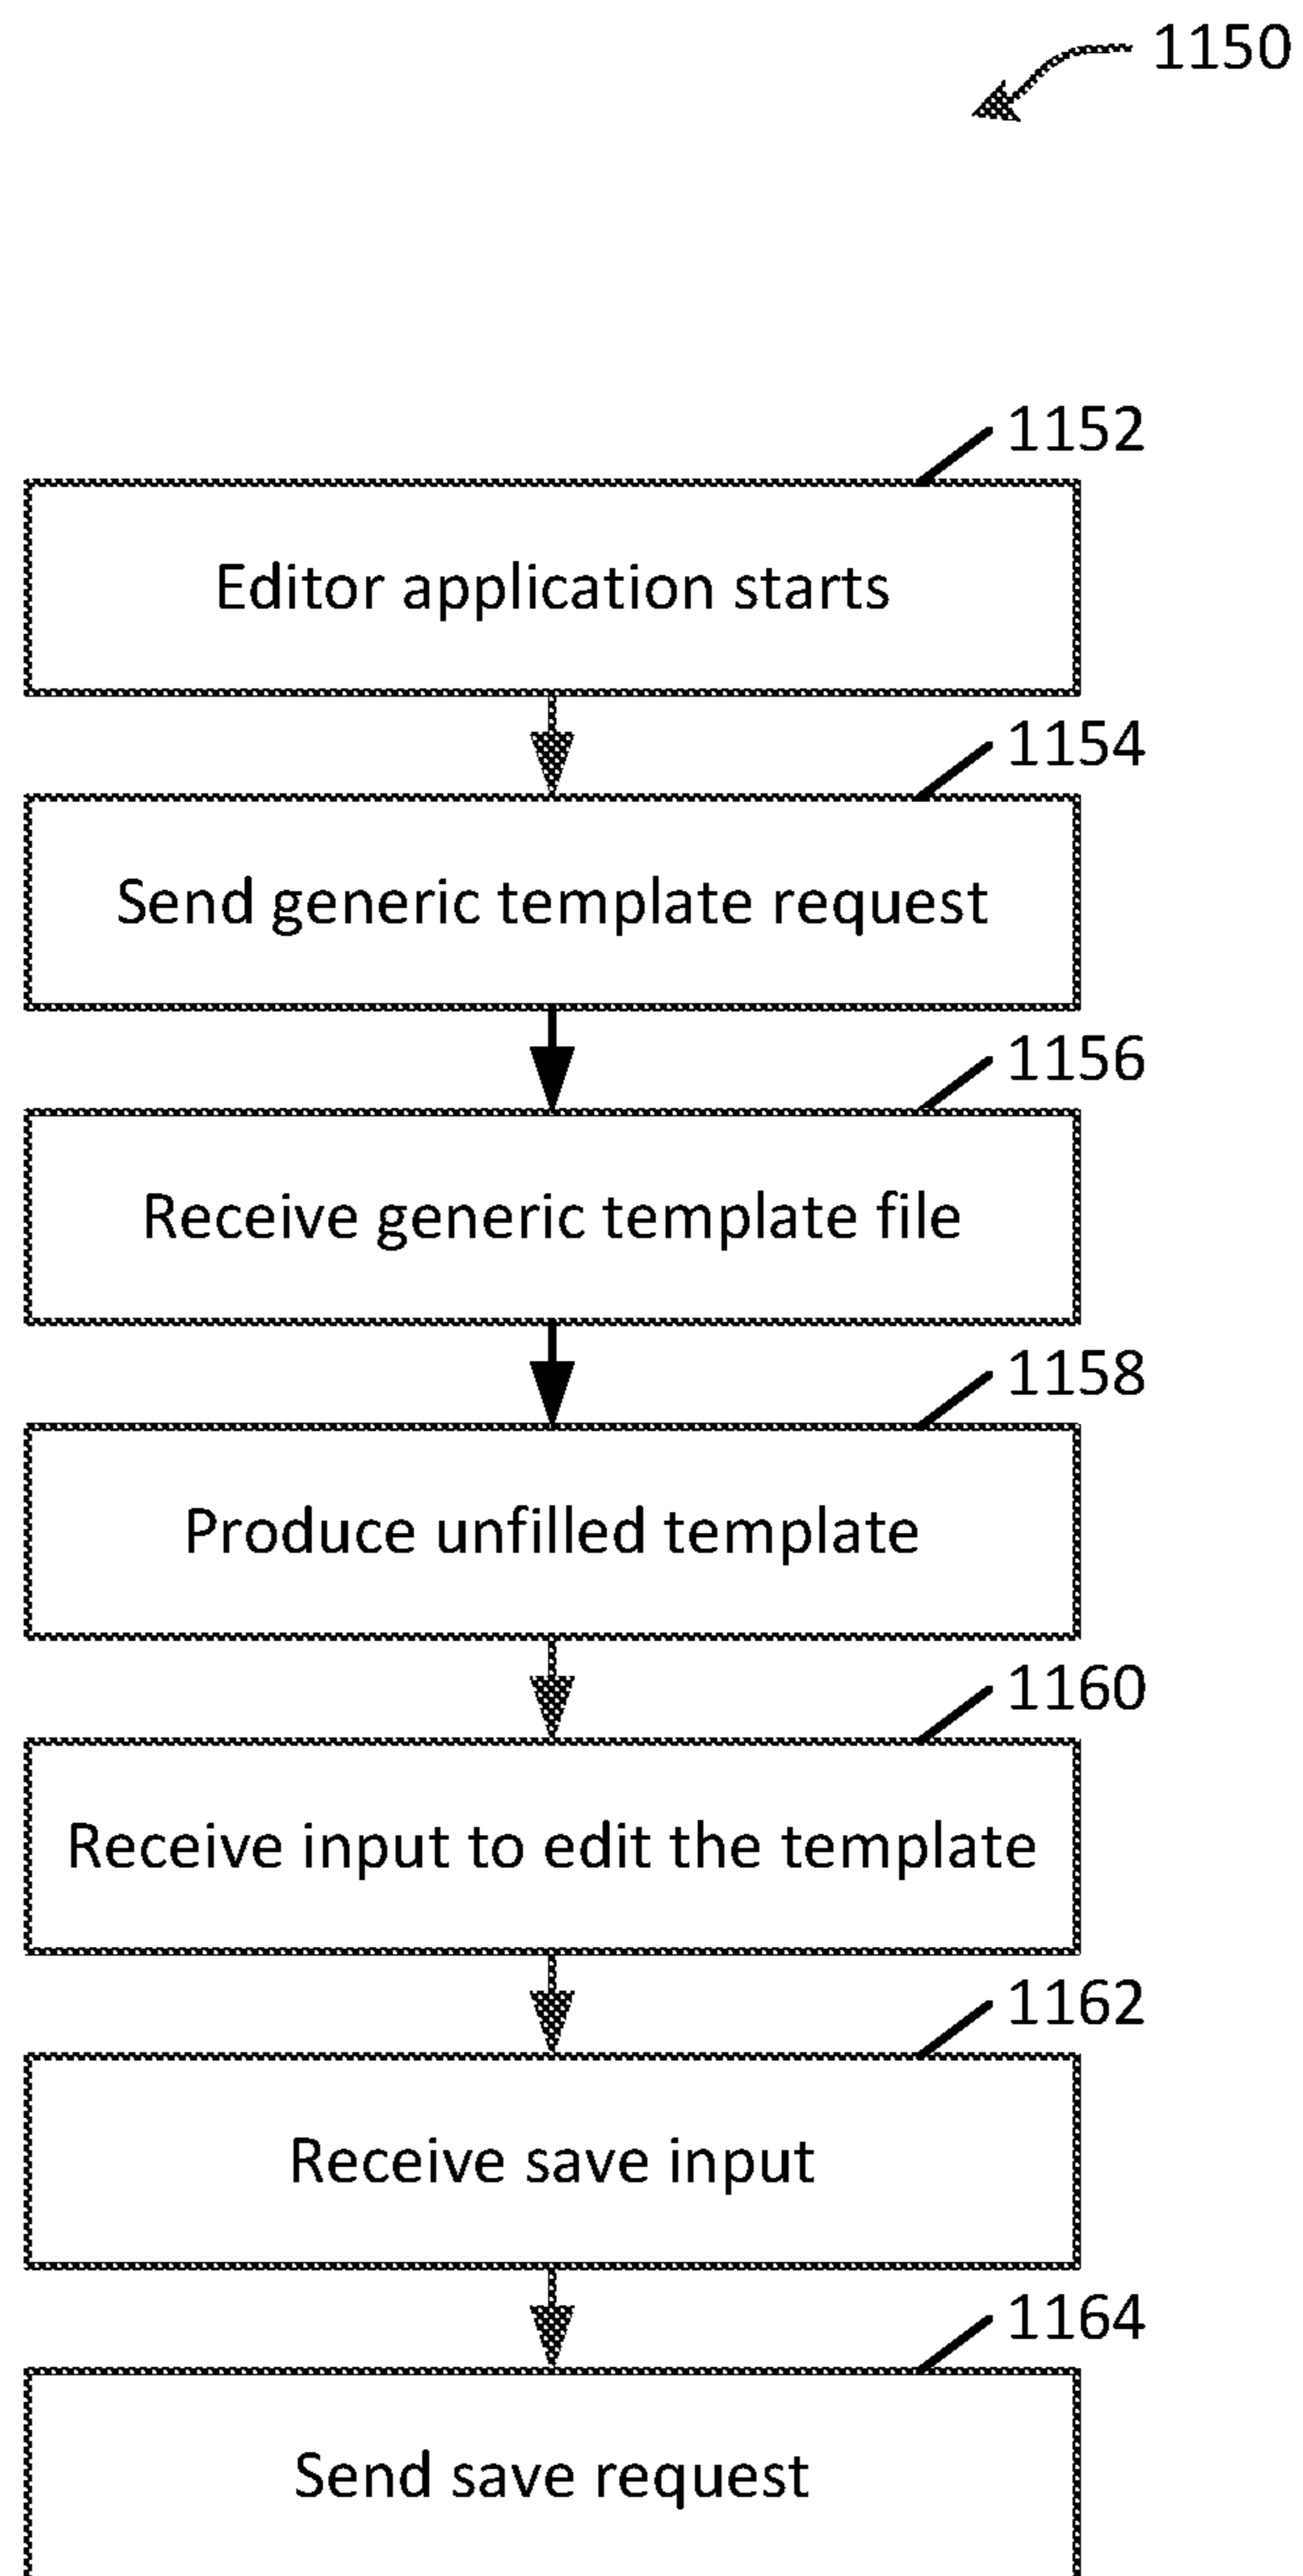 1150
1152
Editor application starts
1154
Send generic template request
1156
Receive generic template file
1158
Produce unfilled template
1160
Receive input to edit the template
1162
Receive save input
1164
Send save request